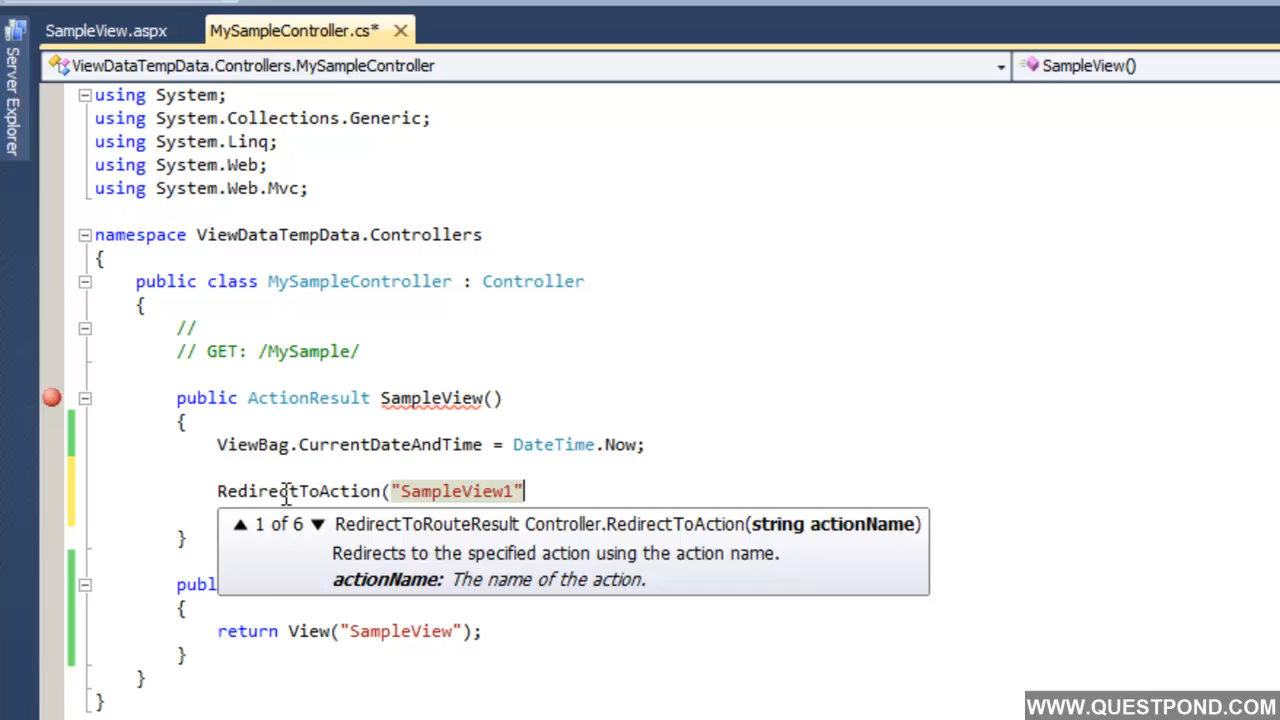 SampleView.aspx
MySampleController.cs*
Server Explorer
ViewDataTempData.Controllers.MySampleController
SampleView()
using System;
using System.Collections.Generic;
using System.Linq;
using System.Web;
using System.Web.Mvc;
namespace ViewDataTempData.Controllers
{
public class MySampleController : Controller
{
//
// GET: /MySample/
public ActionResult SampleView()
{
ViewBag.CurrentDateAndTime = DateTime.Now;
RedirectToAction("SampleView1"
▲ 1 of 6 ▼ RedirectToRouteResult Controller.RedirectToAction(string actionName)
Redirects to the specified action using the action name.
actionName: The name of the action.
}
publ
{
return View("SampleView");
}
}
}
WWW.QUESTPOND.COM